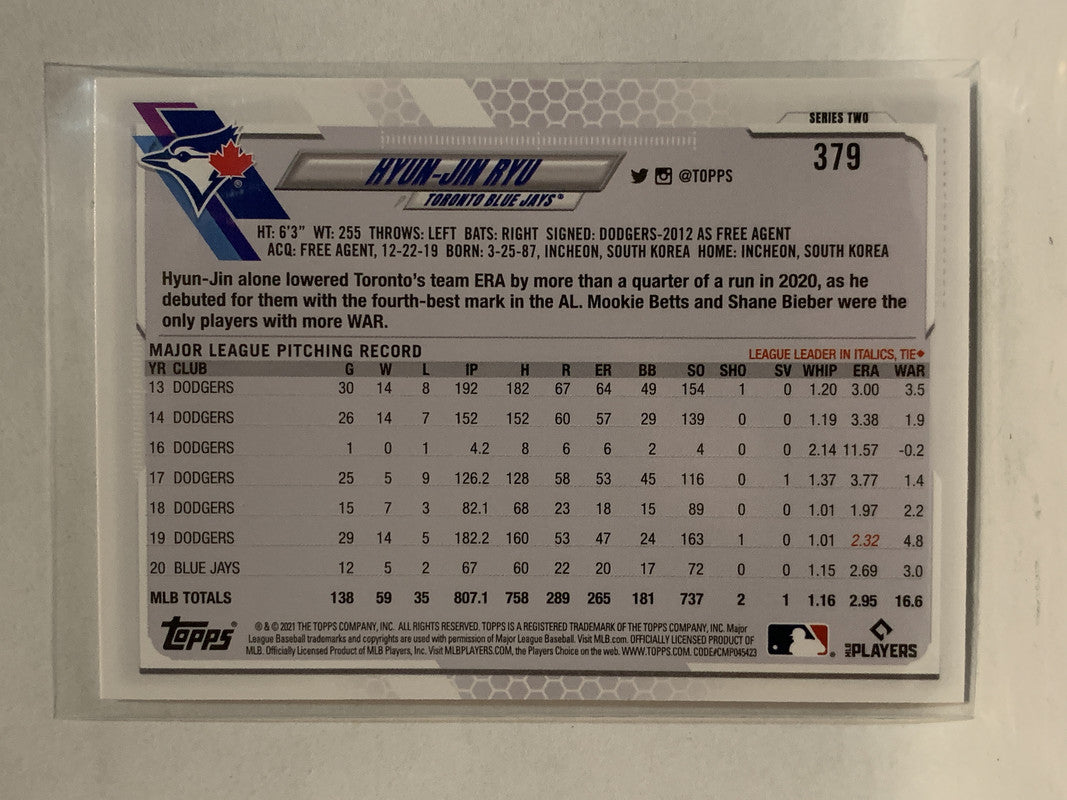 SERIES TWO
379
HYUN-JIN RYU
@TOPPS
TORONTO BLUE JAYS®
HT: 6'3" WT: 255 THROWS: LEFT BATS: RIGHT SIGNED: DODGERS-2012 AS FREE AGENT
ACQ: FREE AGENT, 12-22-19 BORN: 3-25-87, INCHEON, SOUTH KOREA HOME: INCHEON, SOUTH KOREA
Hyun-Jin alone lowered Toronto's team ERA by more than a quarter of a run in 2020, as he
debuted for them with the fourth-best mark in the AL. Mookie Betts and Shane Bieber were the
only players with more WAR.
MAJOR LEAGUE PITCHING RECORD LEAGUE LEADER IN ITALICS, TIE♦
YR CLUB G W L IP H R ER BB SO SHO SV WHIP ERA WAR
13 DODGERS 30 14 8 192 182 67 64 49 154 1 0 1.20 3.00 3.5
14 DODGERS 26 14 7 152 152 60 57 29 139 0 0 1.19 3.38 1.9
16 DODGERS 1 0 1 4.2 8 6 6 2 4 0 0 2.14 11.57 -0.2
17 DODGERS 25 5 9 126.2 128 58 53 45 116 0 1 1.37 3.77 1.4
18 DODGERS 15 7 3 82.1 68 23 18 15 89 0 0 1.01 1.97 2.2
19 DODGERS 29 14 5 182.2 160 53 47 24 163 1 0 1.01 2.32 4.8
20 BLUE JAYS 12 5 2 67 60 22 20 17 72 0 0 1.15 2.69 3.0
MLB TOTALS 138 59 35 807.1 758 289 265 181 737 2 1 1.16 2.95 16.6
TOPPS®
® & © 2021 THE TOPPS COMPANY, INC. ALL RIGHTS RESERVED. TOPPS IS A REGISTERED TRADEMARK OF THE TOPPS COMPANY, INC. Major
League Baseball trademarks and copyrights are used with permission of Major League Baseball. Visit MLB.com. OFFICIALLY LICENSED PRODUCT OF
MLB. Officially Licensed Product of MLB Players, Inc. Visit MLBPLAYERS.COM, the Players Choice on the web. WWW.TOPPS.COM. CODE#CMP045423
MLB PLAYERS